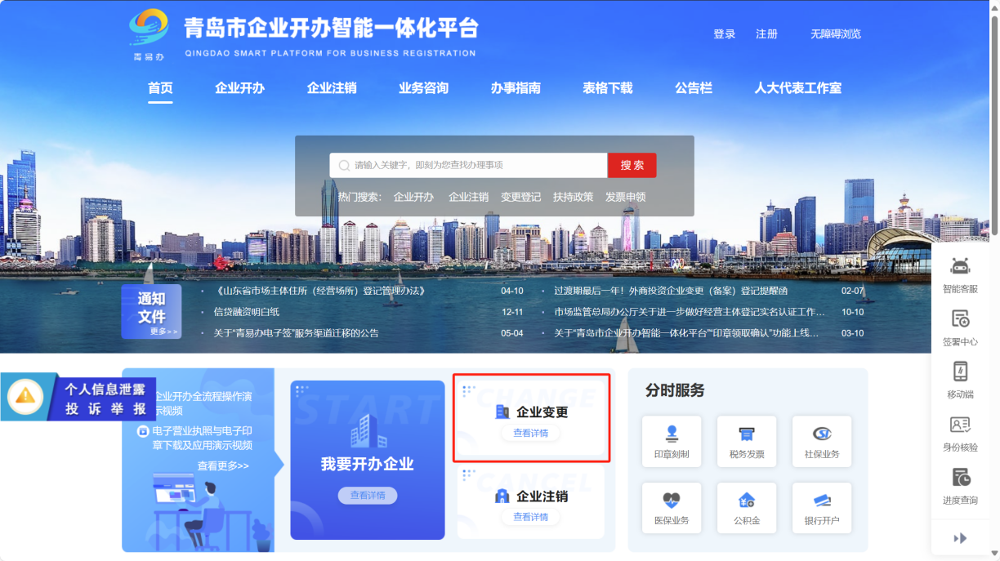 青岛市企业开办智能一体化平台
QINGDAO SMART PLATFORM FOR BUSINESS REGISTRATION
青易办
登录 注册 无障碍浏览
首页 企业开办 企业注销 业务咨询 办事指南 表格下载 公告栏 人大代表工作室
请输入关键字，即刻为您查找办理事项
搜 索
热门搜索： 企业开办 企业注销 变更登记 扶持政策 发票申领
通知
文件
更多>>
《山东省市场主体住所（经营场所）登记管理办法》 04-10
信贷融资明白纸 12-11
关于“青易办电子签”服务渠道迁移的公告 05-04
过渡期最后一年！外商投资企业变更（备案）登记提醒函 02-07
市场监管总局办公厅关于进一步做好经营主体登记实名认证工作... 10-10
关于“青岛市企业开办智能一体化平台”“印章领取确认”功能上线... 03-10
个人信息泄露
投 诉 举 报
企业开办全流程操作演
示视频
电子营业执照与电子印
章下载及应用演示视频
查看更多>>
START
我要开办企业
查看详情
CHANGE
企业变更
查看详情
CANCEL
企业注销
查看详情
分时服务
印章刻制 税务发票 社保业务
医保业务 公积金 银行开户
智能客服
签署中心
移动端
身份核验
进度查询